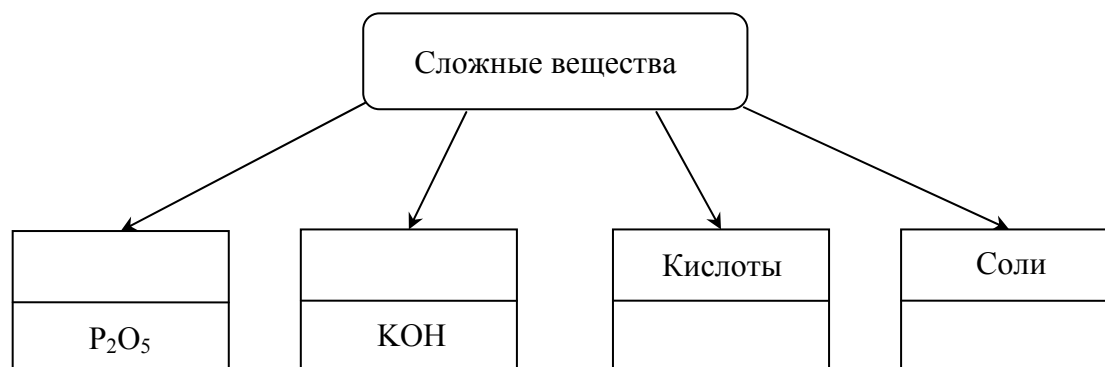 Сложные вещества
Кислоты
Соли
P₂O₅
KOH